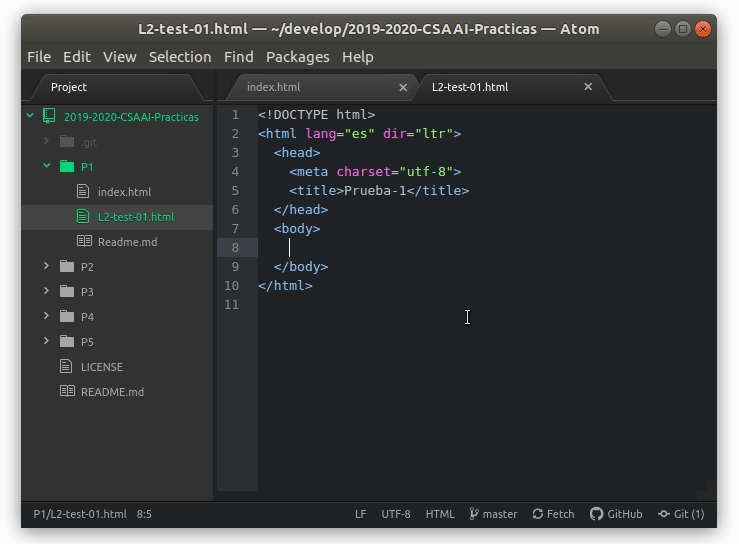 L2-test-01.html — ~/develop/2019-2020-CSAAI-Practicas — Atom
File Edit View Selection Find Packages Help
Project
index.html
L2-test-01.html
2019-2020-CSAAI-Practicas
.git
P1
index.html
L2-test-01.html
Readme.md
P2
P3
P4
P5
LICENSE
README.md
1 <!DOCTYPE html>
2 <html lang="es" dir="ltr">
3   <head>
4     <meta charset="utf-8">
5     <title>Prueba-1</title>
6   </head>
7   <body>
8
9   </body>
10 </html>
11
P1/L2-test-01.html 8:5 LF UTF-8 HTML master Fetch GitHub Git (1)